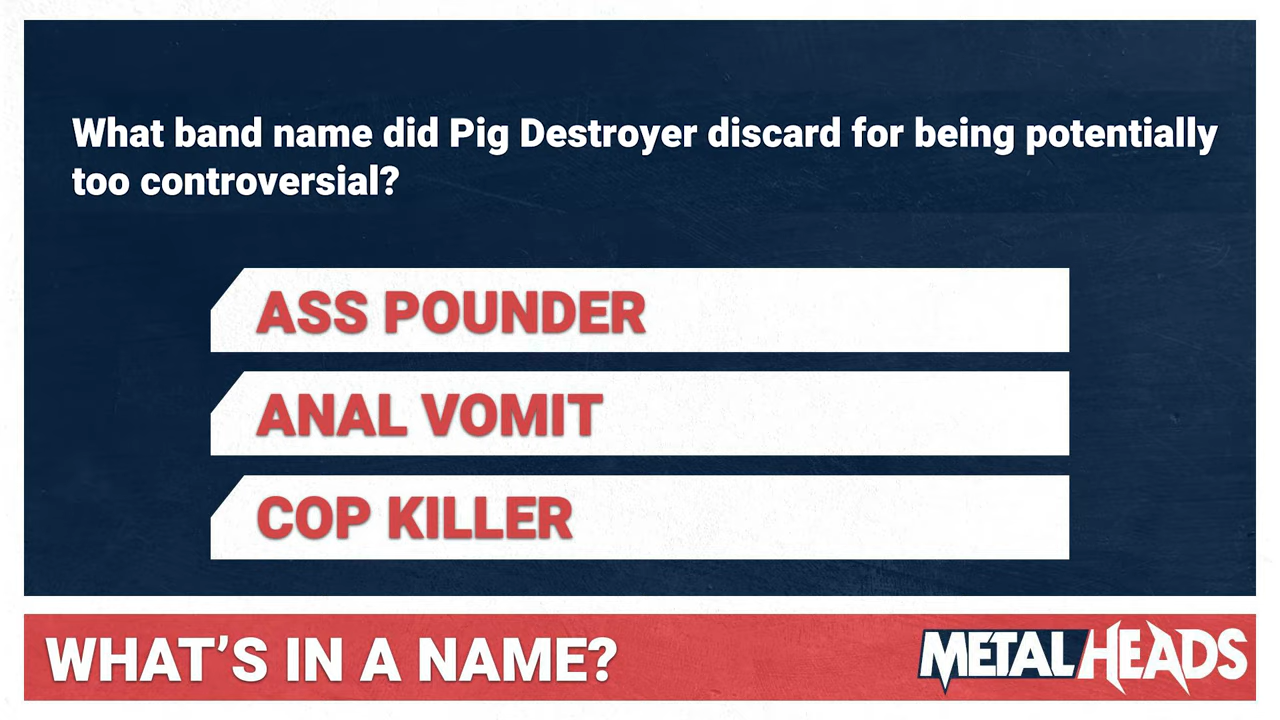 What band name did Pig Destroyer discard for being potentially
too controversial?
ASS POUNDER
ANAL VOMIT
COP KILLER
WHAT'S IN A NAME?
METALHEADS